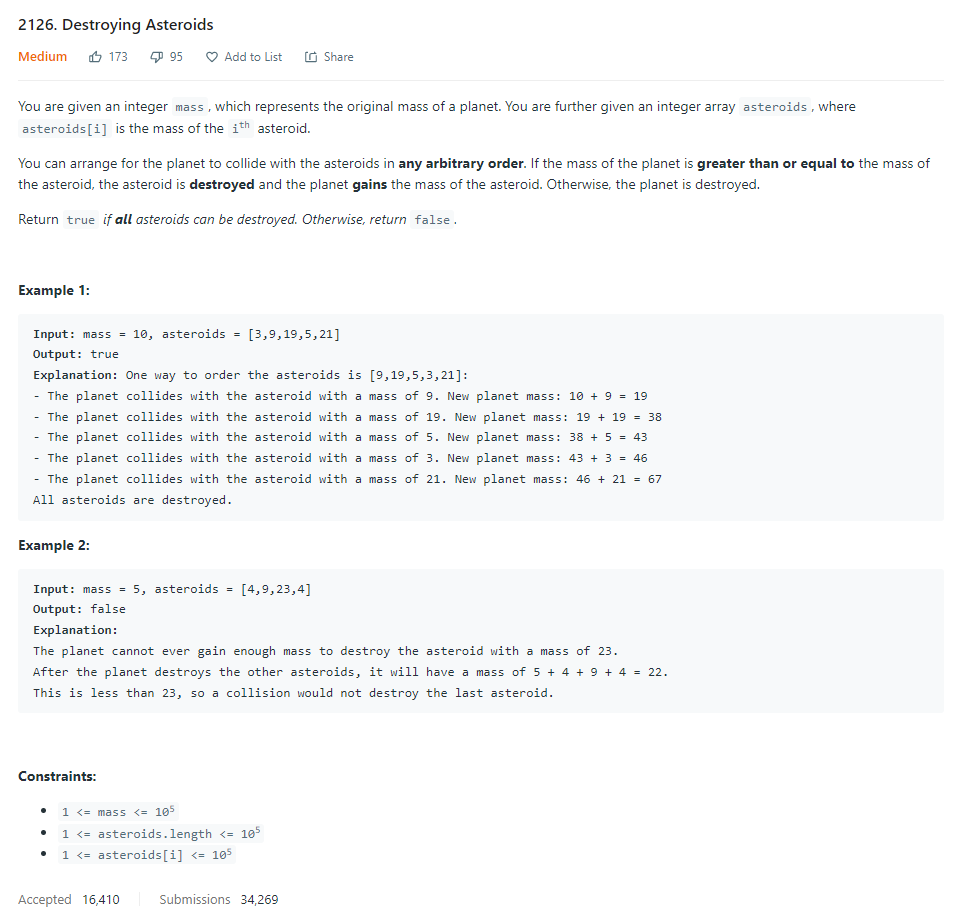 2126. Destroying Asteroids
Medium 173 95 Add to List Share
You are given an integer mass, which represents the original mass of a planet. You are further given an integer array asteroids, where
asteroids[i] is the mass of the ith asteroid.
You can arrange for the planet to collide with the asteroids in any arbitrary order. If the mass of the planet is greater than or equal to the mass of
the asteroid, the asteroid is destroyed and the planet gains the mass of the asteroid. Otherwise, the planet is destroyed.
Return true if all asteroids can be destroyed. Otherwise, return false.
Example 1:
Input: mass = 10, asteroids = [3,9,19,5,21]
Output: true
Explanation: One way to order the asteroids is [9,19,5,3,21]:
- The planet collides with the asteroid with a mass of 9. New planet mass: 10 + 9 = 19
- The planet collides with the asteroid with a mass of 19. New planet mass: 19 + 19 = 38
- The planet collides with the asteroid with a mass of 5. New planet mass: 38 + 5 = 43
- The planet collides with the asteroid with a mass of 3. New planet mass: 43 + 3 = 46
- The planet collides with the asteroid with a mass of 21. New planet mass: 46 + 21 = 67
All asteroids are destroyed.
Example 2:
Input: mass = 5, asteroids = [4,9,23,4]
Output: false
Explanation:
The planet cannot ever gain enough mass to destroy the asteroid with a mass of 23.
After the planet destroys the other asteroids, it will have a mass of 5 + 4 + 9 + 4 = 22.
This is less than 23, so a collision would not destroy the last asteroid.
Constraints:
• 1 <= mass <= 10⁵
• 1 <= asteroids.length <= 10⁵
• 1 <= asteroids[i] <= 10⁵
Accepted 16,410 Submissions 34,269